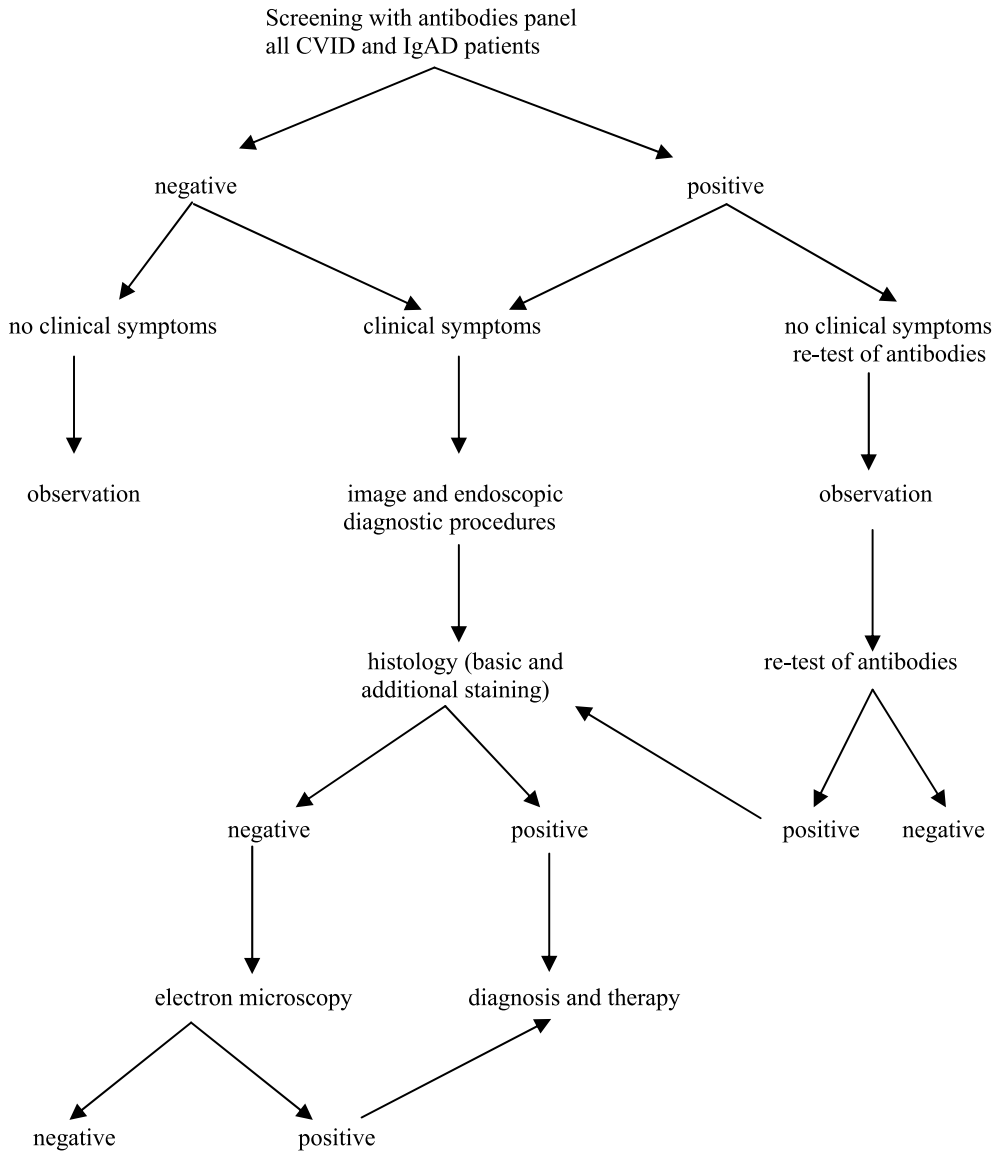 Screening with antibodies panel
all CVID and IgAD patients
negative
positive
no clinical symptoms
clinical symptoms
no clinical symptoms
re-test of antibodies
observation
image and endoscopic
diagnostic procedures
observation
histology (basic and
additional staining)
re-test of antibodies
negative
positive
positive
negative
electron microscopy
diagnosis and therapy
negative
positive